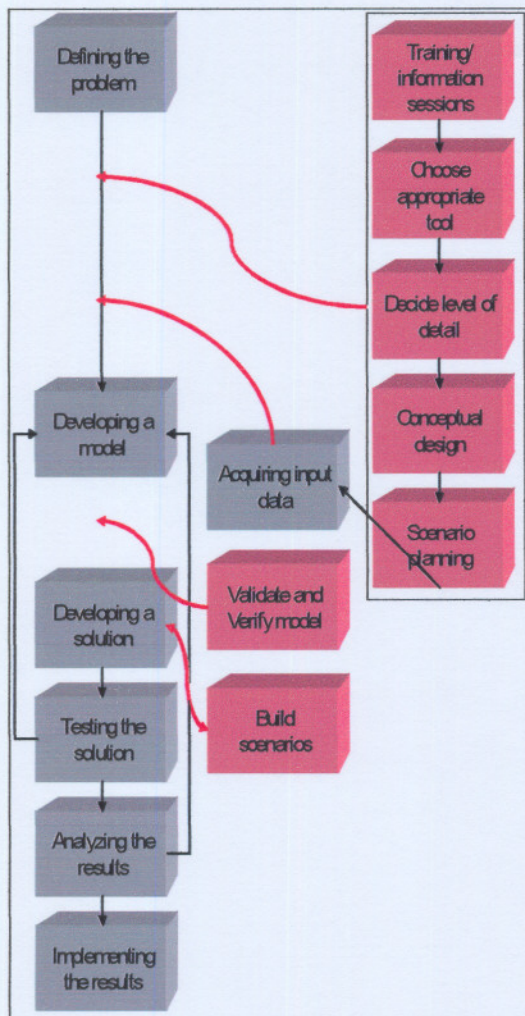 Defining the
problem
Developing a
model
Developing a
solution
Testing the
solution
Analyzing the
results
Implementing
the results
Acquiring input
data
Validate and
Verify model
Build
scenarios
Training/
information
sessions
Choose
appropriate
tool
Decide level of
detail
Conceptual
design
Scenario
planning